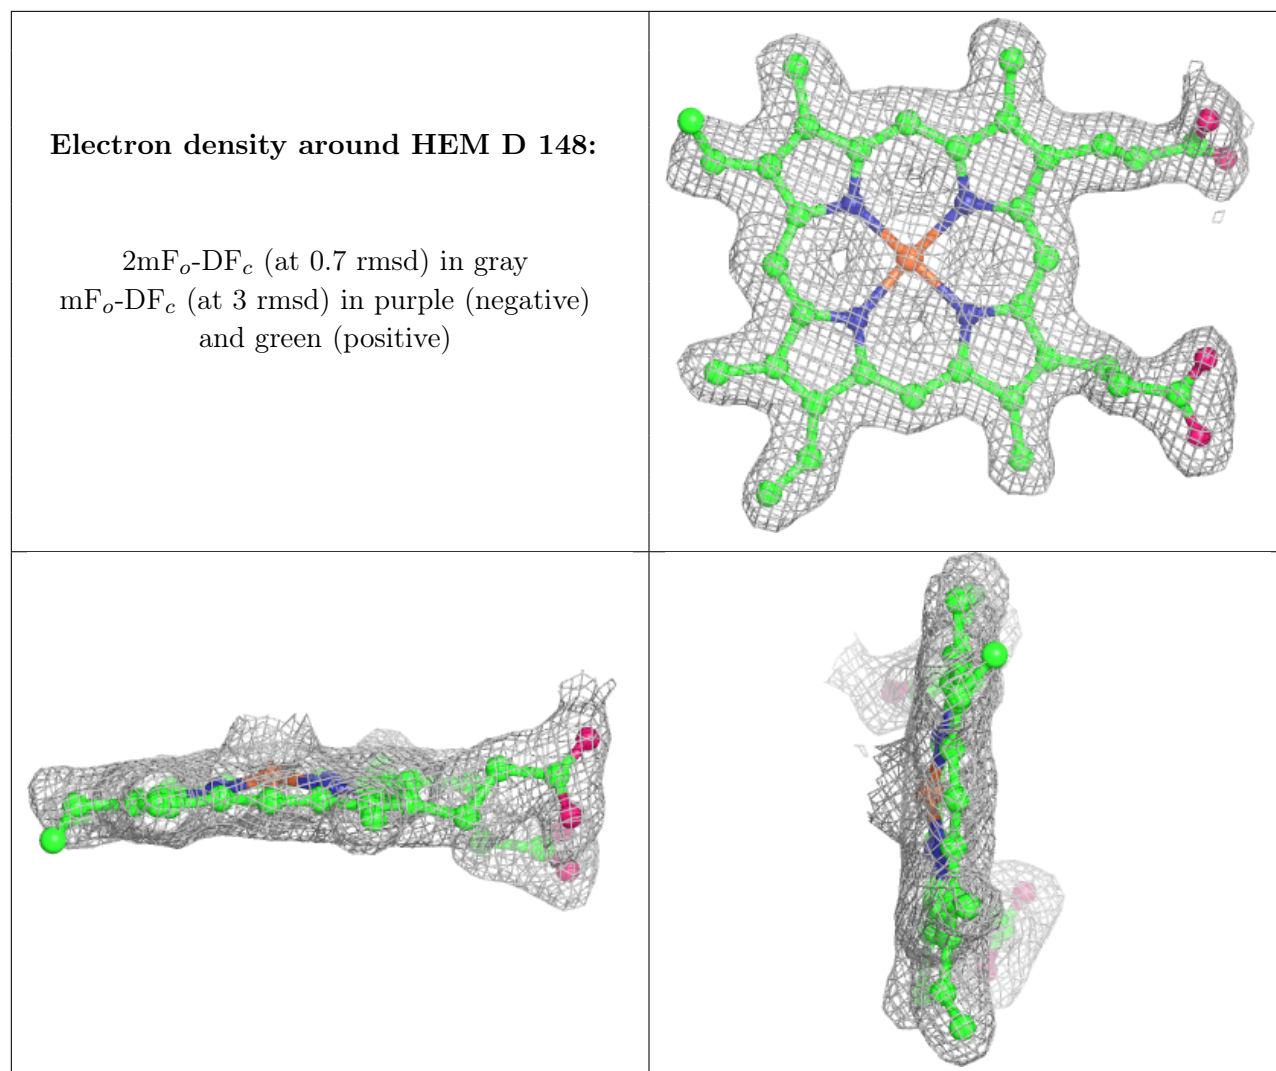 Electron density around HEM D 148:
2mFo-DFc (at 0.7 rmsd) in gray
mFo-DFc (at 3 rmsd) in purple (negative)
and green (positive)